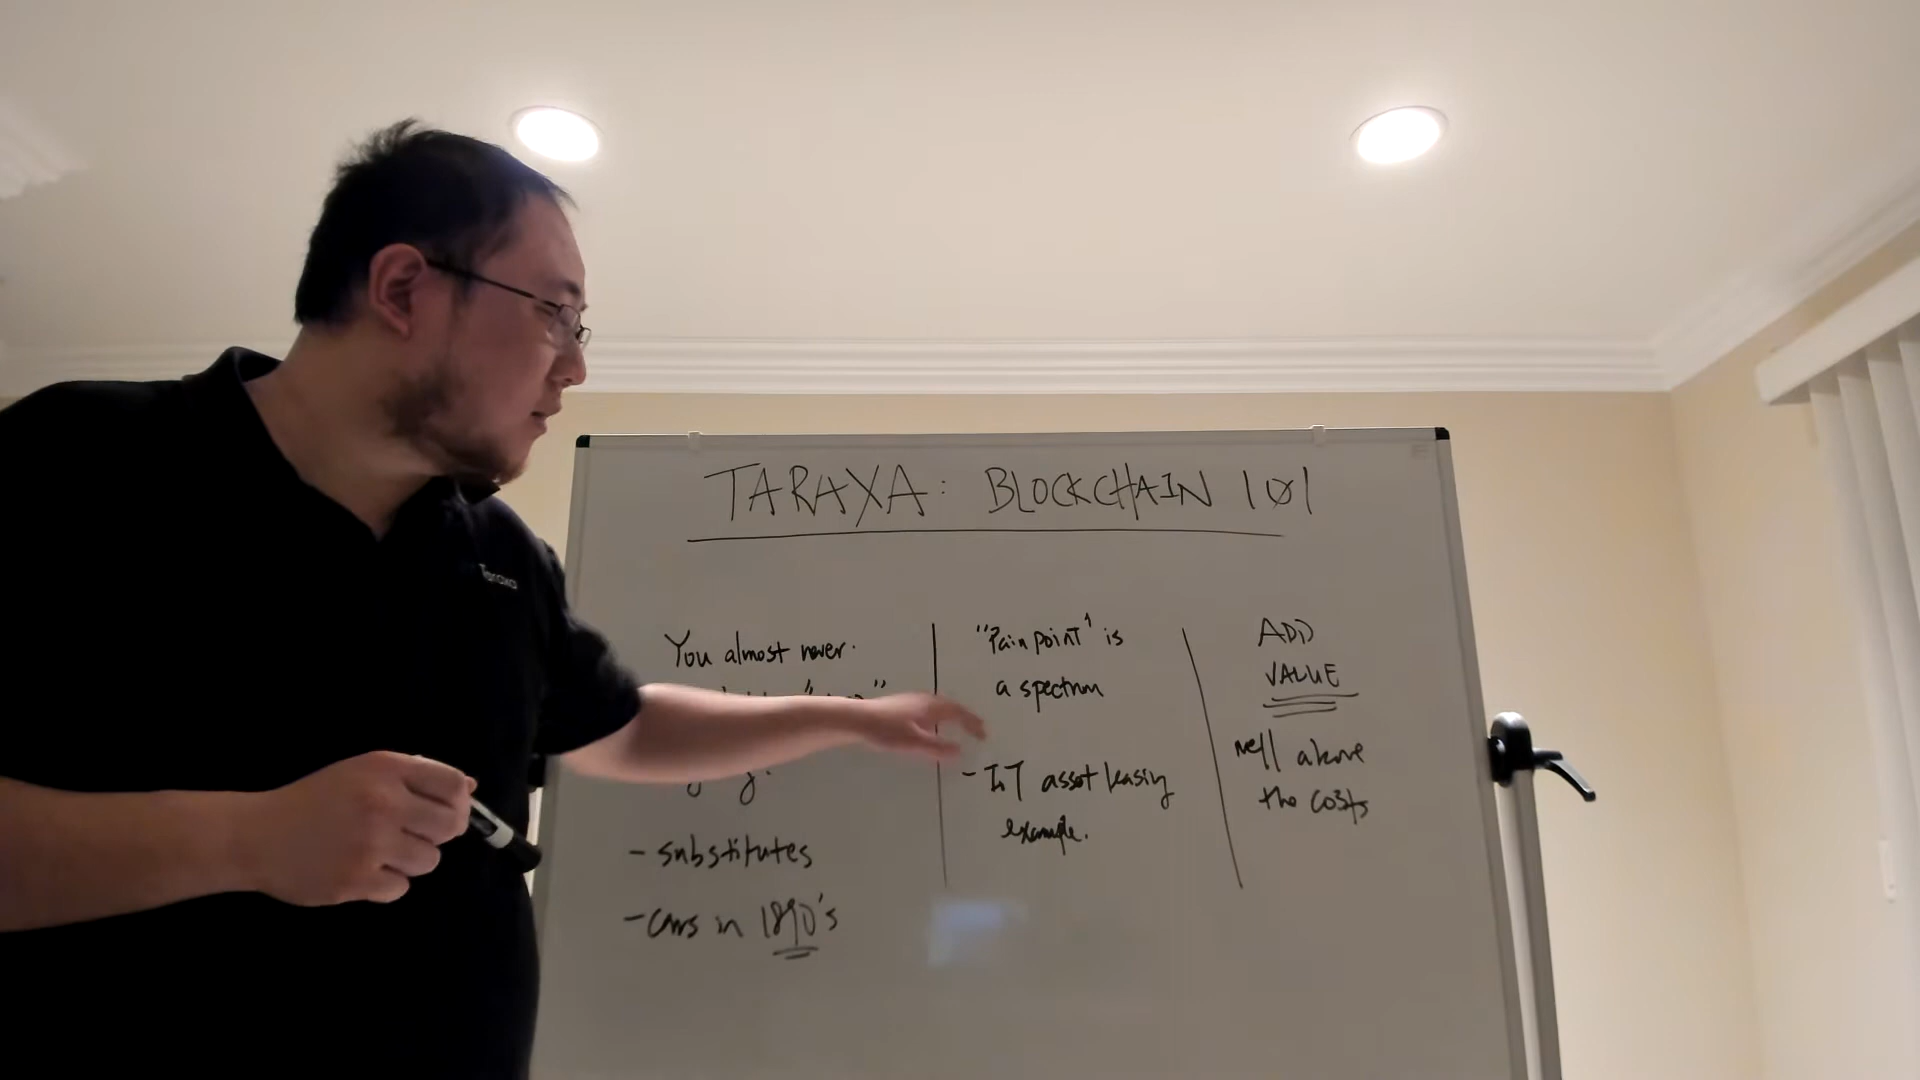 TARAXA: BLOCKCHAIN 101
Taraxa
You almost never
- substitutes
- cars in 1890's
"Pain point" is
a spectrum
- IoT asset leasing
example.
ADD
VALUE
well above
the costs